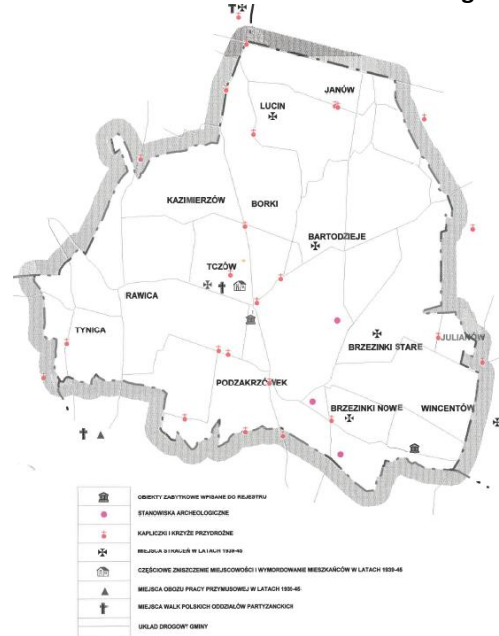 JANÓW
LUCIN
KAZIMIERZÓW
BORKI
BARTODZIEJE
TCZÓW
RAWICA
TYNICA
JULIANÓW
BRZEZINKI STARE
PODZAKRZÓWEK
BRZEZINKI NOWE
WINCENTÓW
OBIEKTY ZABYTKOWE WPISANE DO REJESTRU
STANOWISKA ARCHEOLOGICZNE
KAPLICZKI I KRZYŻE PRZYDROŻNE
MIEJSCA STRACEŃ W LATACH 1939-45
CZĘŚCIOWE ZNISZCZENIE MIEJSCOWOŚCI I WYMORDOWANIE MIESZKAŃCÓW W LATACH 1939-45
MIEJSCA OBOZU PRACY PRZYMUSOWEJ W LATACH 1939-45
MIEJSCA WALK POLSKICH ODDZIAŁÓW PARTYZANCKICH
UKŁAD DROGOWY GMINY